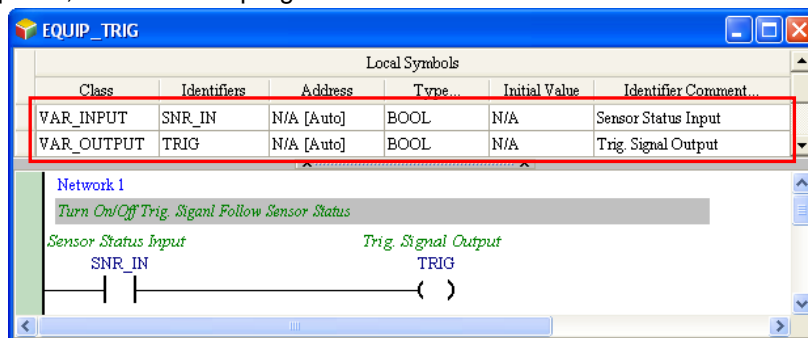 EQUIP_TRIG
Local Symbols
Class Identifiers Address Type... Initial Value Identifier Comment...
VAR_INPUT SNR_IN N/A [Auto] BOOL N/A Sensor Status Input
VAR_OUTPUT TRIG N/A [Auto] BOOL N/A Trig. Signal Output
Network 1
Turn On/Off Trig. Siganl Follow Sensor Status
Sensor Status Input Trig. Signal Output
SNR_IN TRIG